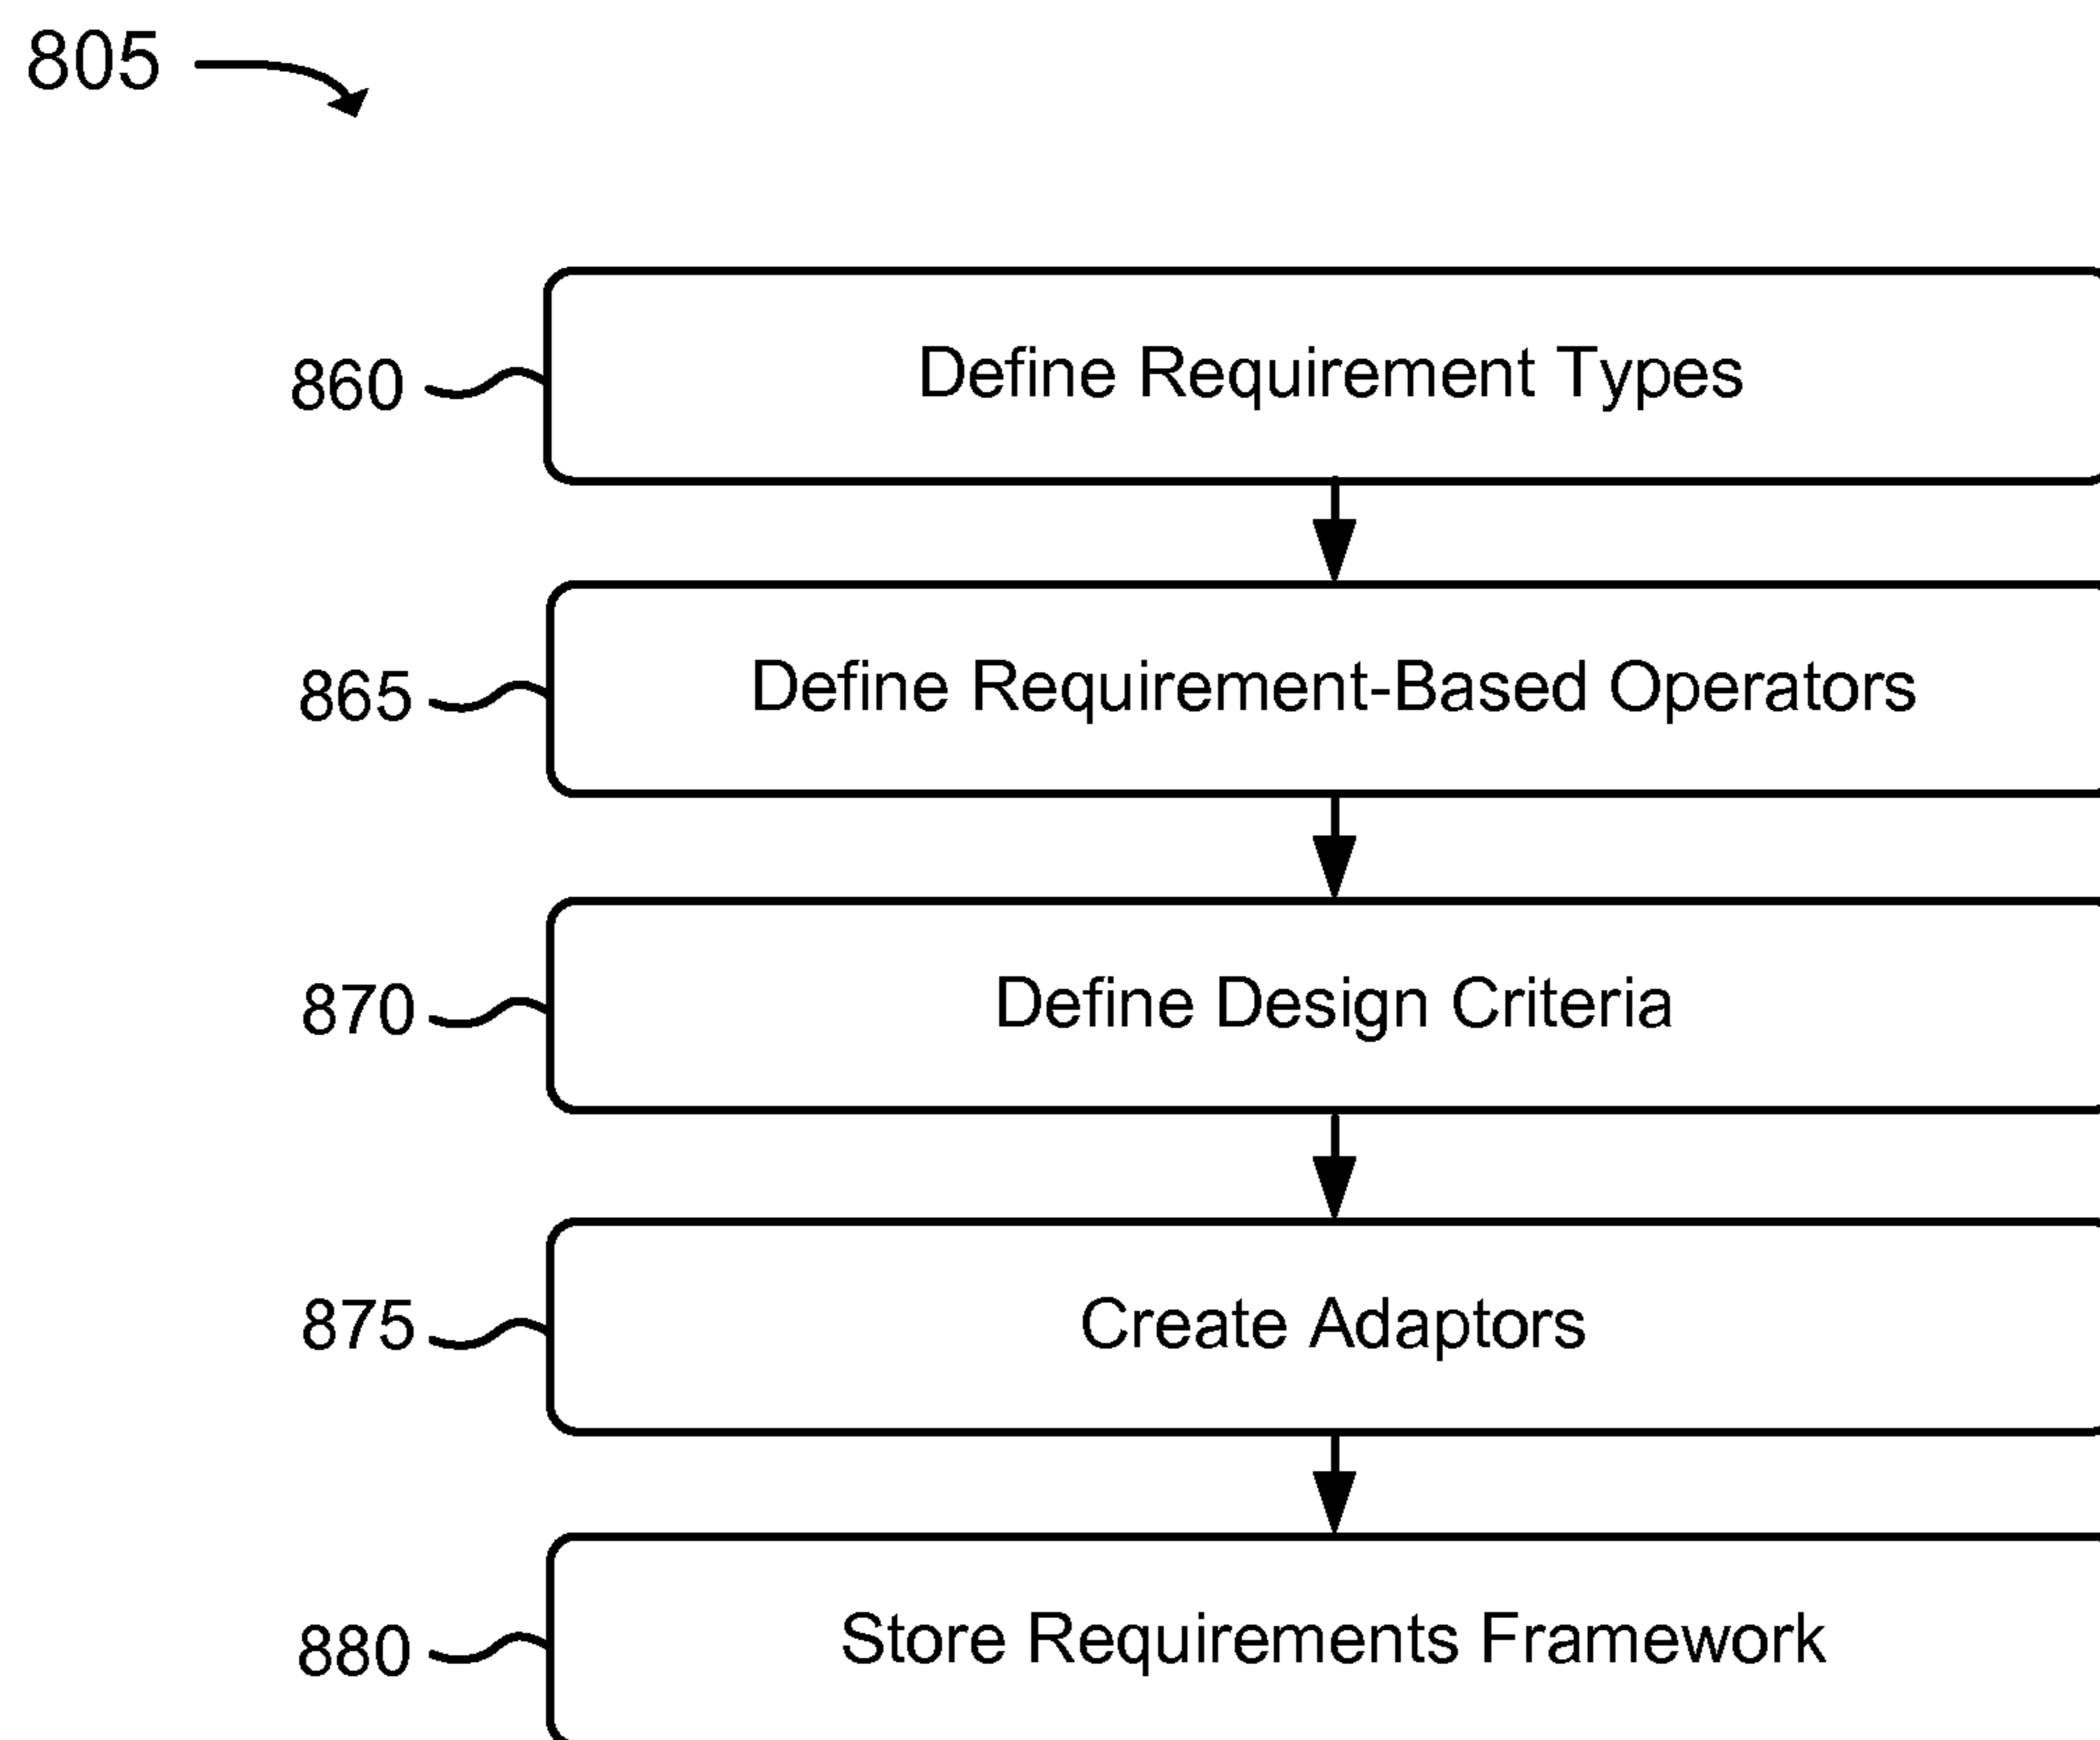 805
860 Define Requirement Types
865 Define Requirement-Based Operators
870 Define Design Criteria
875 Create Adaptors
880 Store Requirements Framework